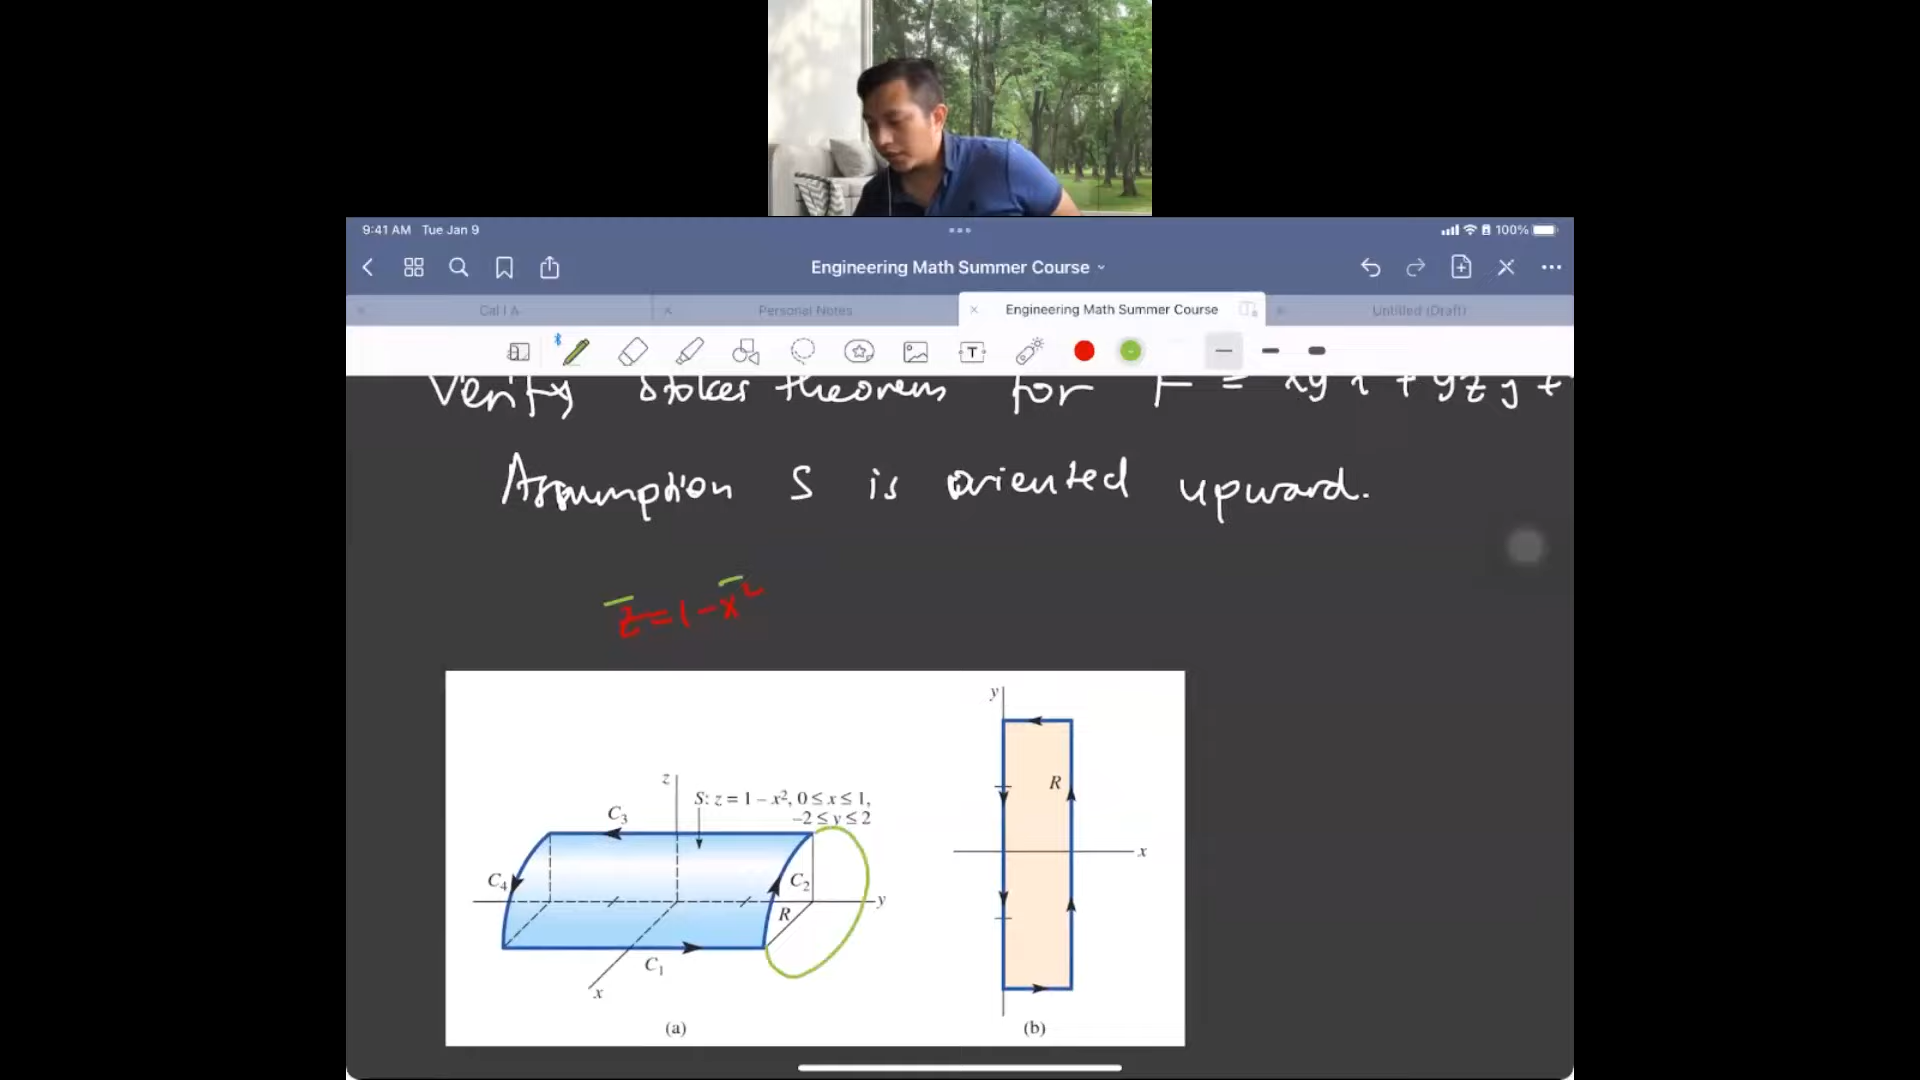 9:41 AM Tue Jan 9
100%
Engineering Math Summer Course
Cal I A
Personal Notes
Engineering Math Summer Course
Untitled (Draft)
T
Verify Stokes theorem for F = xy i + yz j +
Assumption S is oriented upward.
z = 1 - x²
z
S: z = 1 – x², 0 ≤ x ≤ 1,
–2 ≤ y ≤ 2
C₃
C₄
C₂
y
R
C₁
x
(a)
y
R
x
(b)